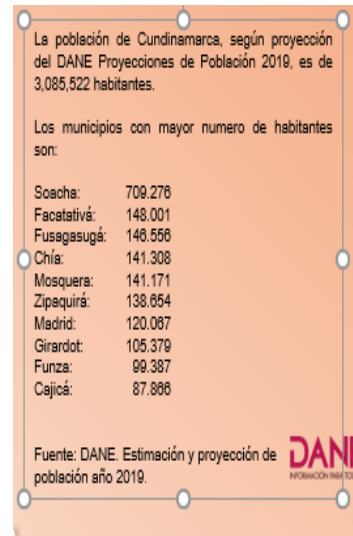 La población de Cundinamarca, según proyección
del DANE Proyecciones de Población 2019, es de
3,085,522 habitantes.
Los municipios con mayor numero de habitantes
son:
Soacha: 709.276
Facatativá: 148.001
Fusagasugá: 146.556
Chía: 141.308
Mosquera: 141.171
Zipaquirá: 138.654
Madrid: 120.067
Girardot: 105.379
Funza: 99.387
Cajicá: 87.866
Fuente: DANE. Estimación y proyección de
población año 2019.
DANE
INFORMACIÓN PARA TO